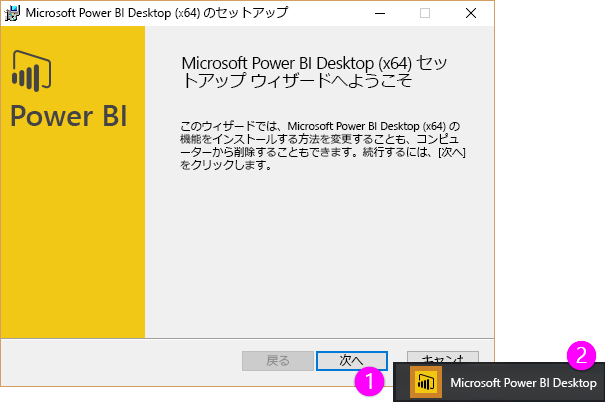 Microsoft Power BI Desktop (x64) のセットアップ
Power BI
Microsoft Power BI Desktop (x64) セッ
トアップ ウィザードへようこそ
このウィザードでは、Microsoft Power BI Desktop (x64) の
機能をインストールする方法を変更することも、コンピュ
ーターから削除することもできます。続行するには、[次へ]
をクリックします。
戻る
次へ
1
2
Microsoft Power BI Desktop